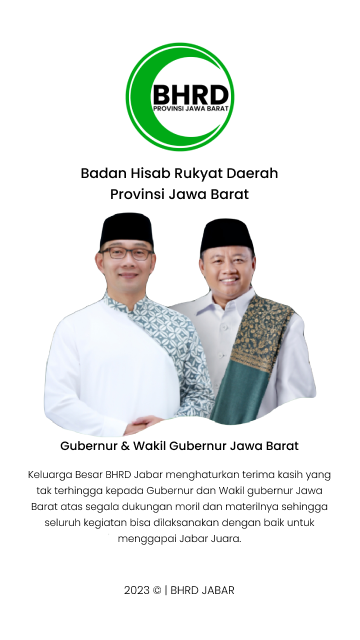 BHRD
PROVINSI JAWA BARAT
Badan Hisab Rukyat Daerah
Provinsi Jawa Barat
Gubernur & Wakil Gubernur Jawa Barat
Keluarga Besar BHRD Jabar menghaturkan terima kasih yang
tak terhingga kepada Gubernur dan Wakil gubernur Jawa
Barat atas segala dukungan moril dan materilnya sehingga
seluruh kegiatan bisa dilaksanakan dengan baik untuk
menggapai Jabar Juara.
2023 © | BHRD JABAR